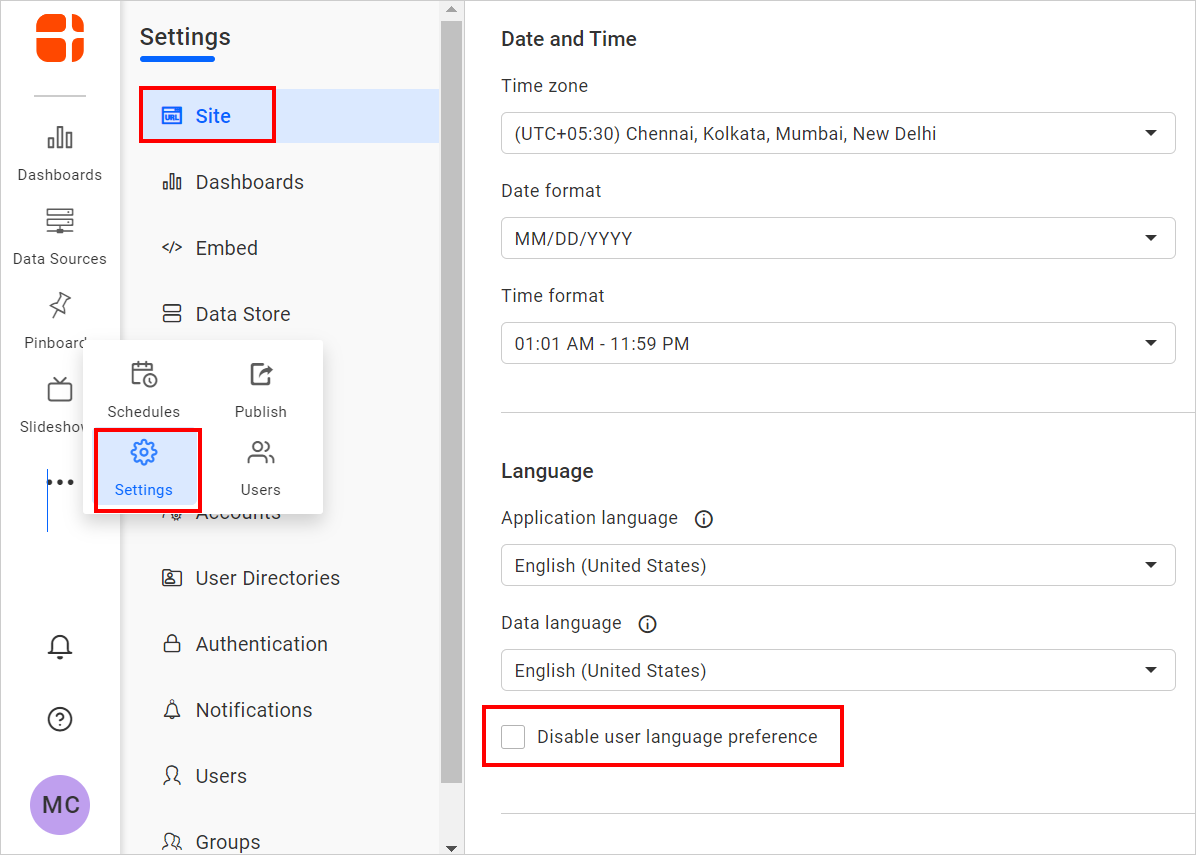 Dashboards
Data Sources
Pinboard
Slideshow
Schedules
Publish
Settings
Users
MC
Settings
URL
Site
Dashboards
Embed
Data Store
Accounts
User Directories
Authentication
Notifications
Users
Groups
Date and Time
Time zone
(UTC+05:30) Chennai, Kolkata, Mumbai, New Delhi
Date format
MM/DD/YYYY
Time format
01:01 AM - 11:59 PM
Language
Application language
English (United States)
Data language
English (United States)
Disable user language preference